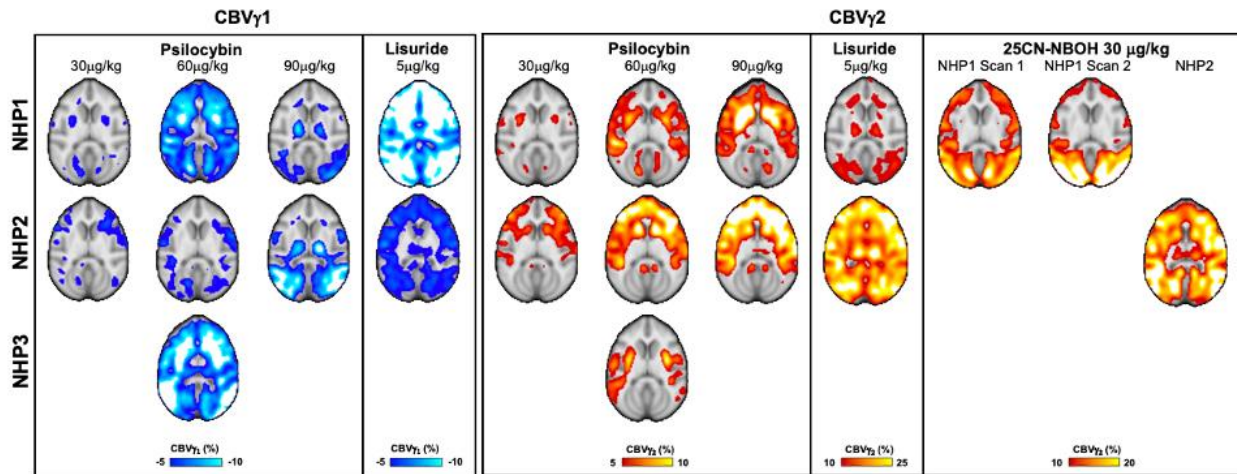 CBVγ1
CBVγ2
Psilocybin
Lisuride
Psilocybin
Lisuride
25CN-NBOH 30 μg/kg
30μg/kg
60μg/kg
90μg/kg
5μg/kg
30μg/kg
60μg/kg
90μg/kg
5μg/kg
NHP1 Scan 1
NHP1 Scan 2
NHP2
NHP1
NHP2
NHP3
CBVγ1 (%)
-5
-10
CBVγ1 (%)
-5
-10
CBVγ2 (%)
5
10
CBVγ2 (%)
10
25
CBVγ2 (%)
10
20